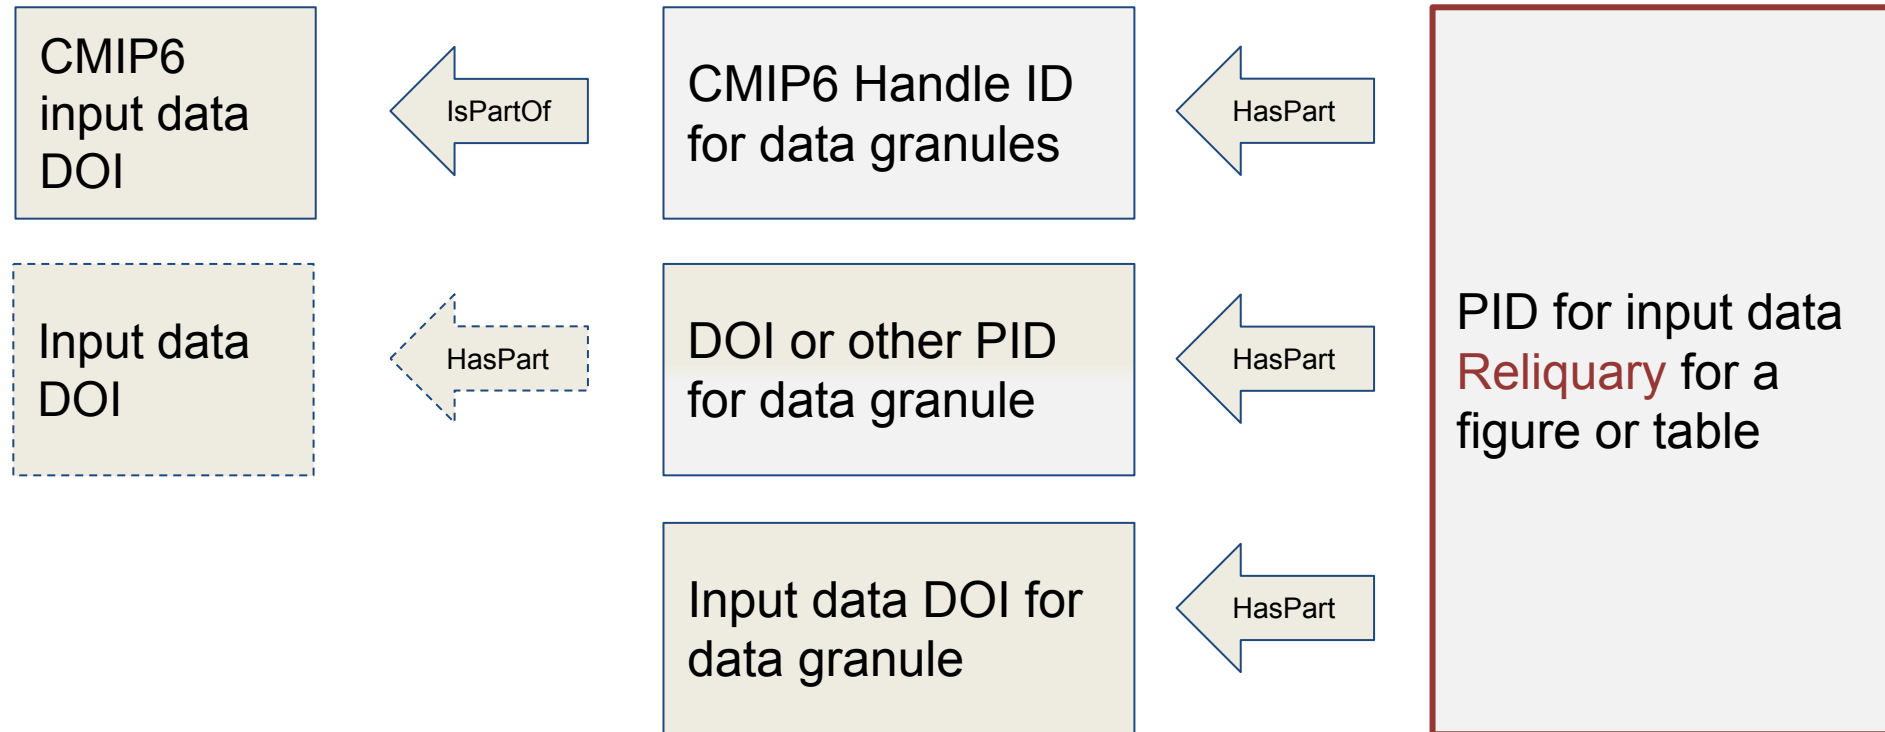 CMIP6
input data
DOI
IsPartOf
CMIP6 Handle ID
for data granules
HasPart
Input data
DOI
HasPart
DOI or other PID
for data granule
HasPart
PID for input data
Reliquary for a
figure or table
Input data DOI for
data granule
HasPart